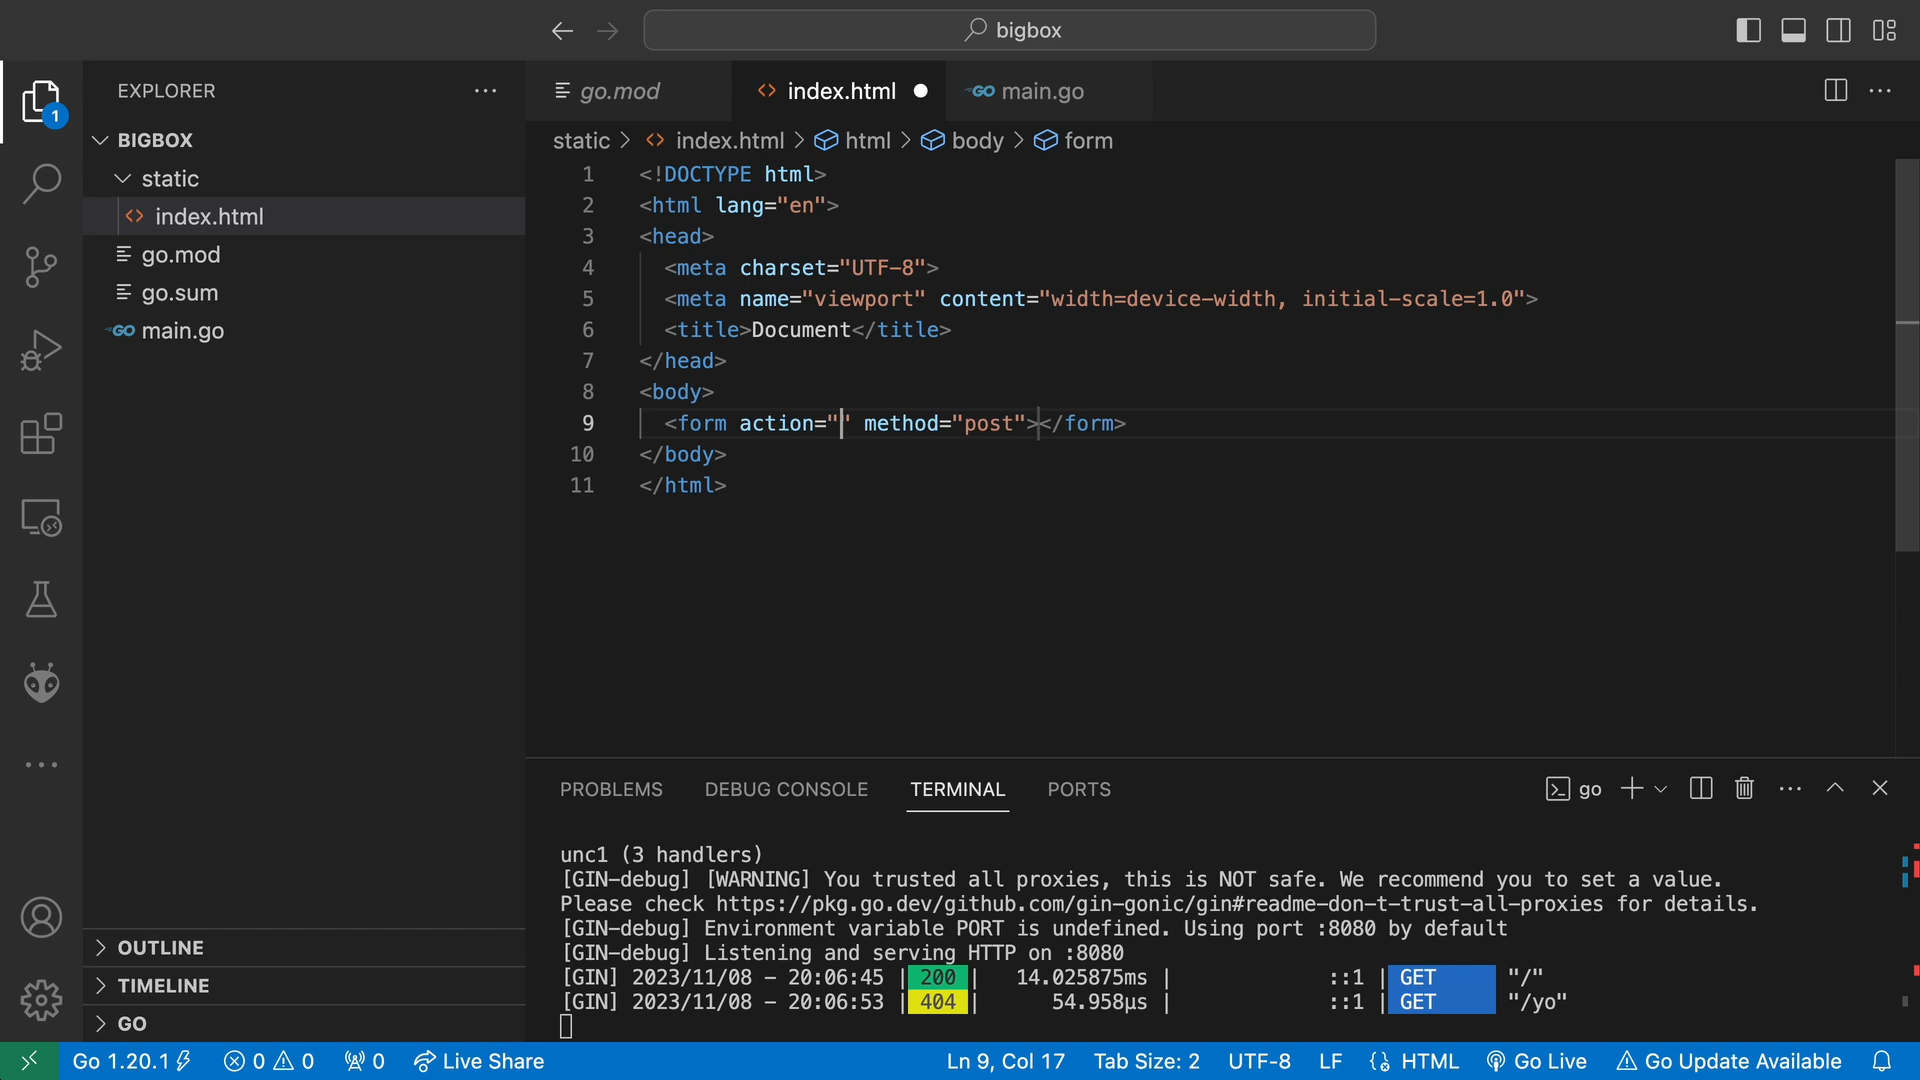 bigbox
1
EXPLORER
BIGBOX
static
index.html
go.mod
go.sum
GO main.go
OUTLINE
TIMELINE
GO
go.mod
index.html
GO main.go
static > index.html > html > body > form
1 <!DOCTYPE html>
2 <html lang="en">
3 <head>
4 <meta charset="UTF-8">
5 <meta name="viewport" content="width=device-width, initial-scale=1.0">
6 <title>Document</title>
7 </head>
8 <body>
9 <form action="" method="post"></form>
10 </body>
11 </html>
PROBLEMS DEBUG CONSOLE TERMINAL PORTS
go
unc1 (3 handlers)
[GIN-debug] [WARNING] You trusted all proxies, this is NOT safe. We recommend you to set a value.
Please check https://pkg.go.dev/github.com/gin-gonic/gin#readme-don-t-trust-all-proxies for details.
[GIN-debug] Environment variable PORT is undefined. Using port :8080 by default
[GIN-debug] Listening and serving HTTP on :8080
[GIN] 2023/11/08 - 20:06:45 | 200 | 14.025875ms | ::1 | GET "/"
[GIN] 2023/11/08 - 20:06:53 | 404 | 54.958µs | ::1 | GET "/yo"
Go 1.20.1 0 0 0 Live Share Ln 9, Col 17 Tab Size: 2 UTF-8 LF HTML Go Live Go Update Available